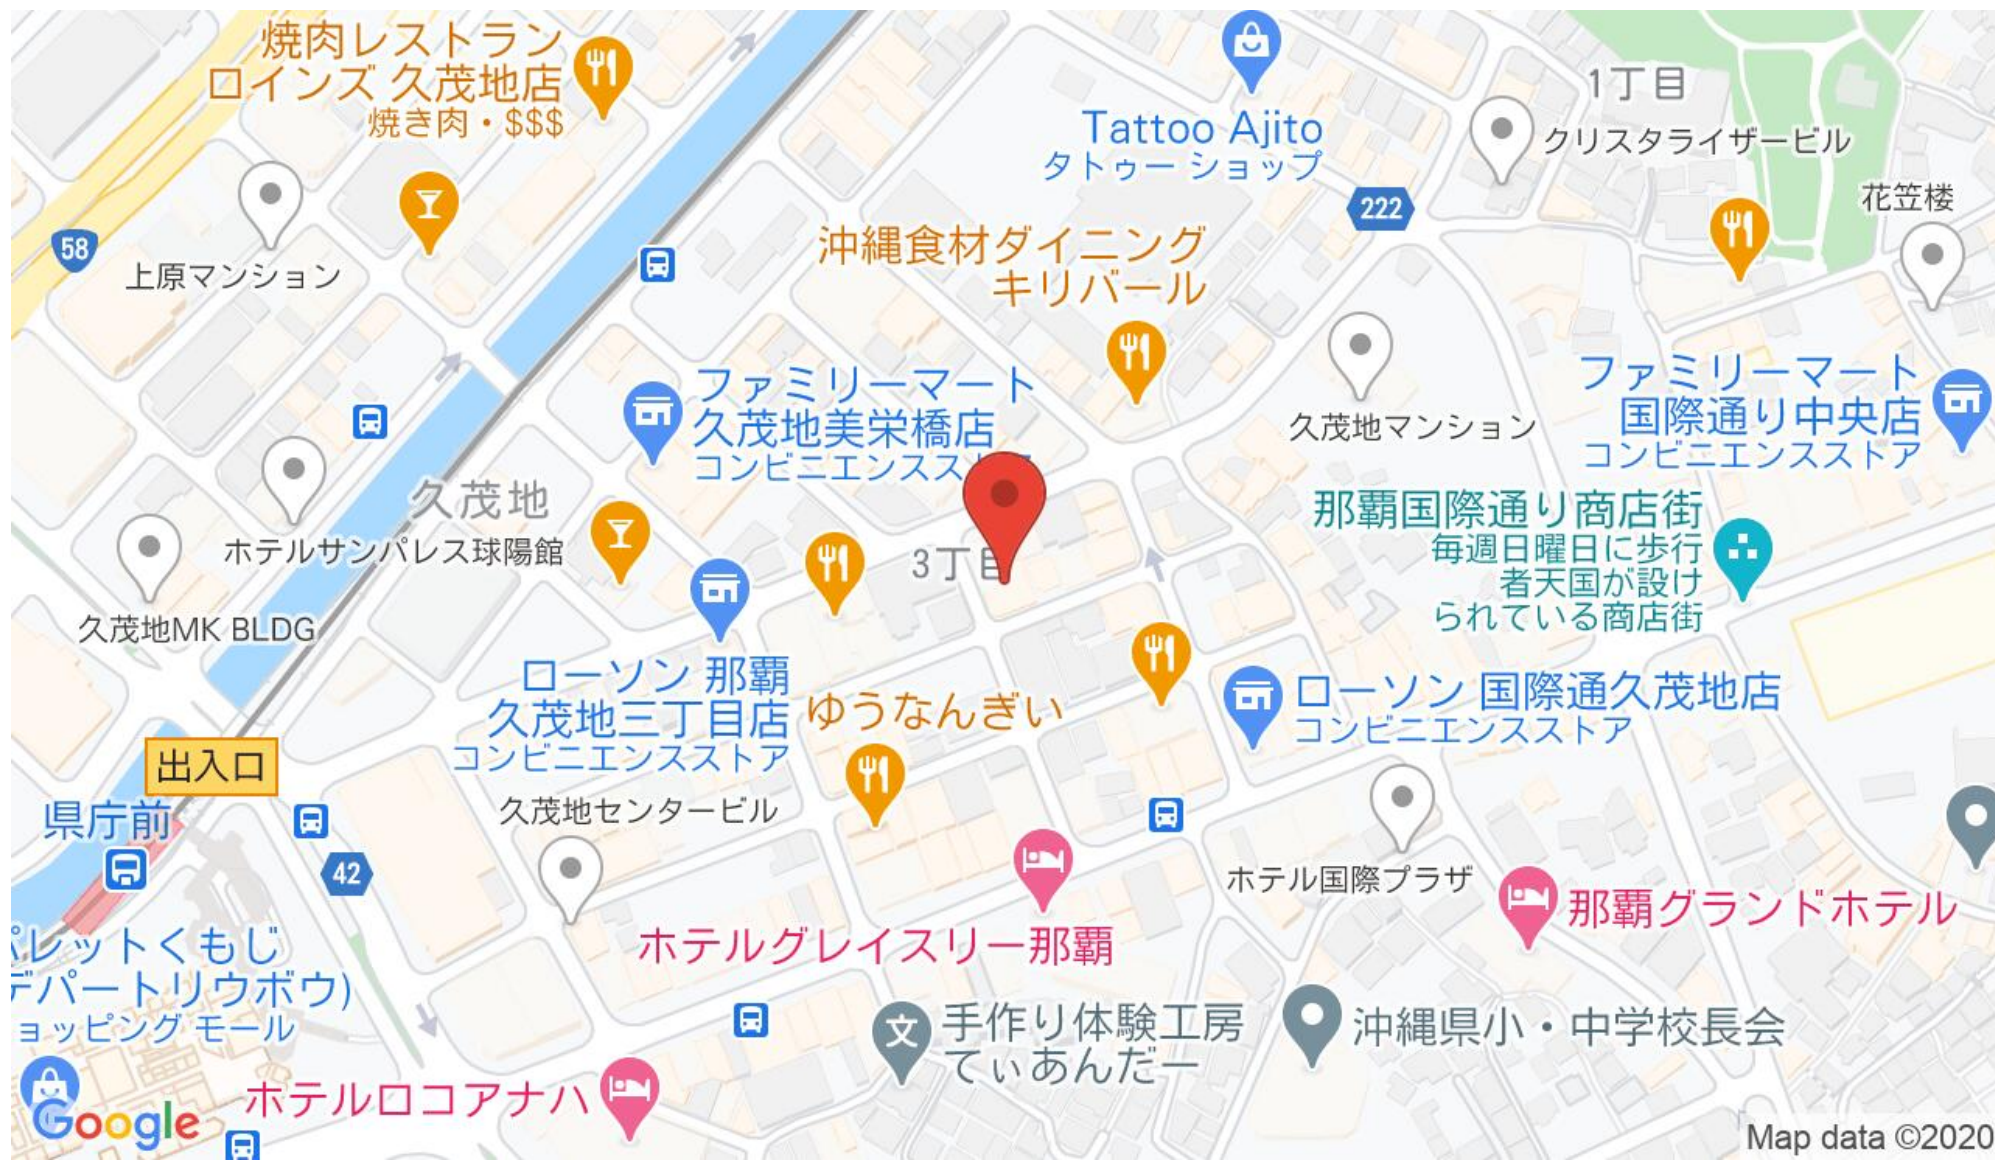 焼肉レストラン
ロインズ 久茂地店
焼き肉・$$$
58
上原マンション
Tattoo Ajito
タトゥー ショップ
1丁目
クリスタライザービル
222
花笠楼
沖縄食材ダイニング
キリバール
久茂地マンション
ファミリーマート
久茂地美栄橋店
コンビニエンスス
ファミリーマート
国際通り中央店
コンビニエンスストア
久茂地
ホテルサンパレス球陽館
3丁目
那覇国際通り商店街
毎週日曜日に歩行
者天国が設け
られている商店街
久茂地MK BLDG
ローソン 那覇
久茂地三丁目店
コンビニエンスストア
ゆうなんぎい
ローソン 国際通久茂地店
コンビニエンスストア
出入口
県庁前
42
久茂地センタービル
ホテル国際プラザ
那覇グランドホテル
ホテルグレイスリー那覇
パレットくもじ
デパートリウボウ)
ョッピング モール
文
手作り体験工房
てぃあんだー
沖縄県小・中学校長会
ホテルロコアナハ
Google
Map data ©2020